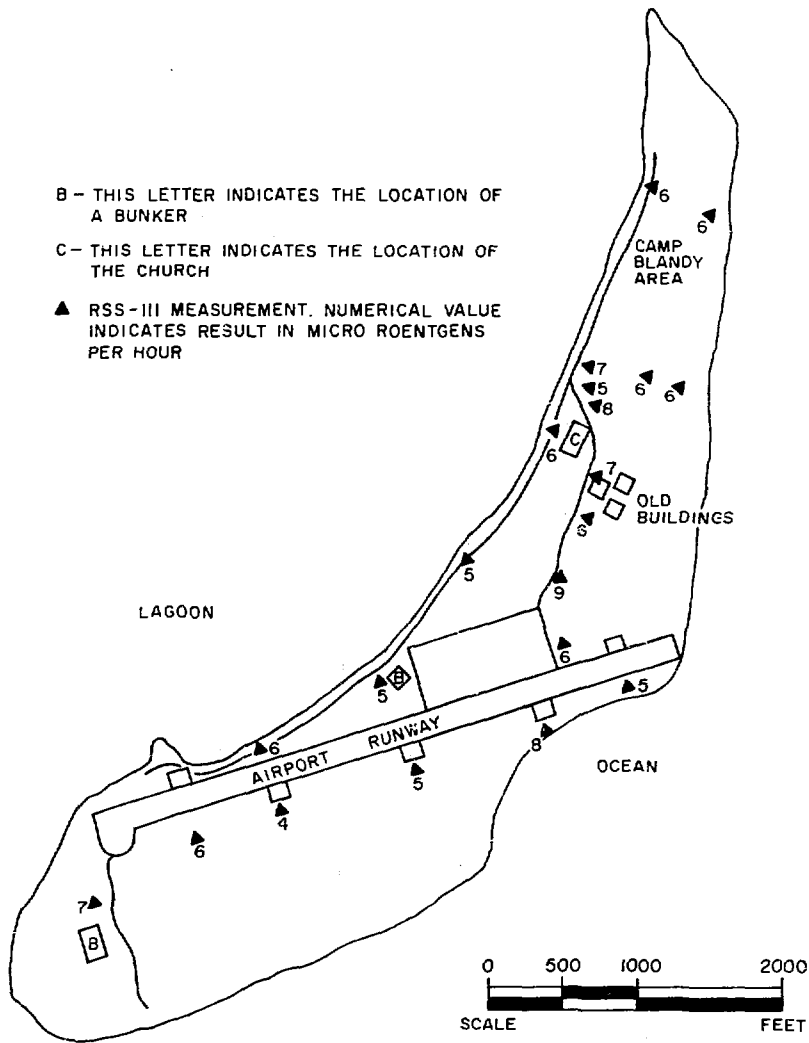 B – THIS LETTER INDICATES THE LOCATION OF
A BUNKER
C – THIS LETTER INDICATES THE LOCATION OF
THE CHURCH
▲ RSS-III MEASUREMENT. NUMERICAL VALUE
INDICATES RESULT IN MICRO ROENTGENS
PER HOUR
6
6
CAMP
BLANDY
AREA
7
5
8
6
6
6
C
7
OLD
BUILDINGS
6
5
9
LAGOON
6
5
B
5
6
AIRPORT RUNWAY
8
OCEAN
5
4
6
7
B
0 500 1000 2000
SCALE FEET